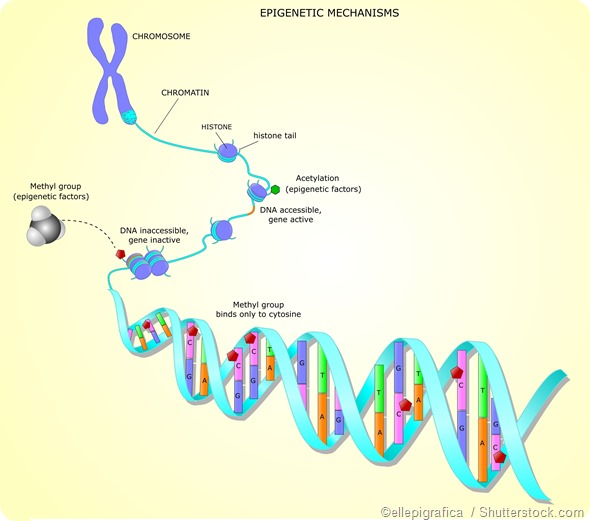 EPIGENETIC MECHANISMS
CHROMOSOME
CHROMATIN
HISTONE
histone tail
Acetylation
(epigenetic factors)
Methyl group
(epigenetic factors)
DNA accessible,
gene active
DNA inaccessible,
gene inactive
Methyl group
binds only to cytosine
C C C T G T T G T C T G
G A G G A A G A C A G A C
©ellepigrafica / Shutterstock.com